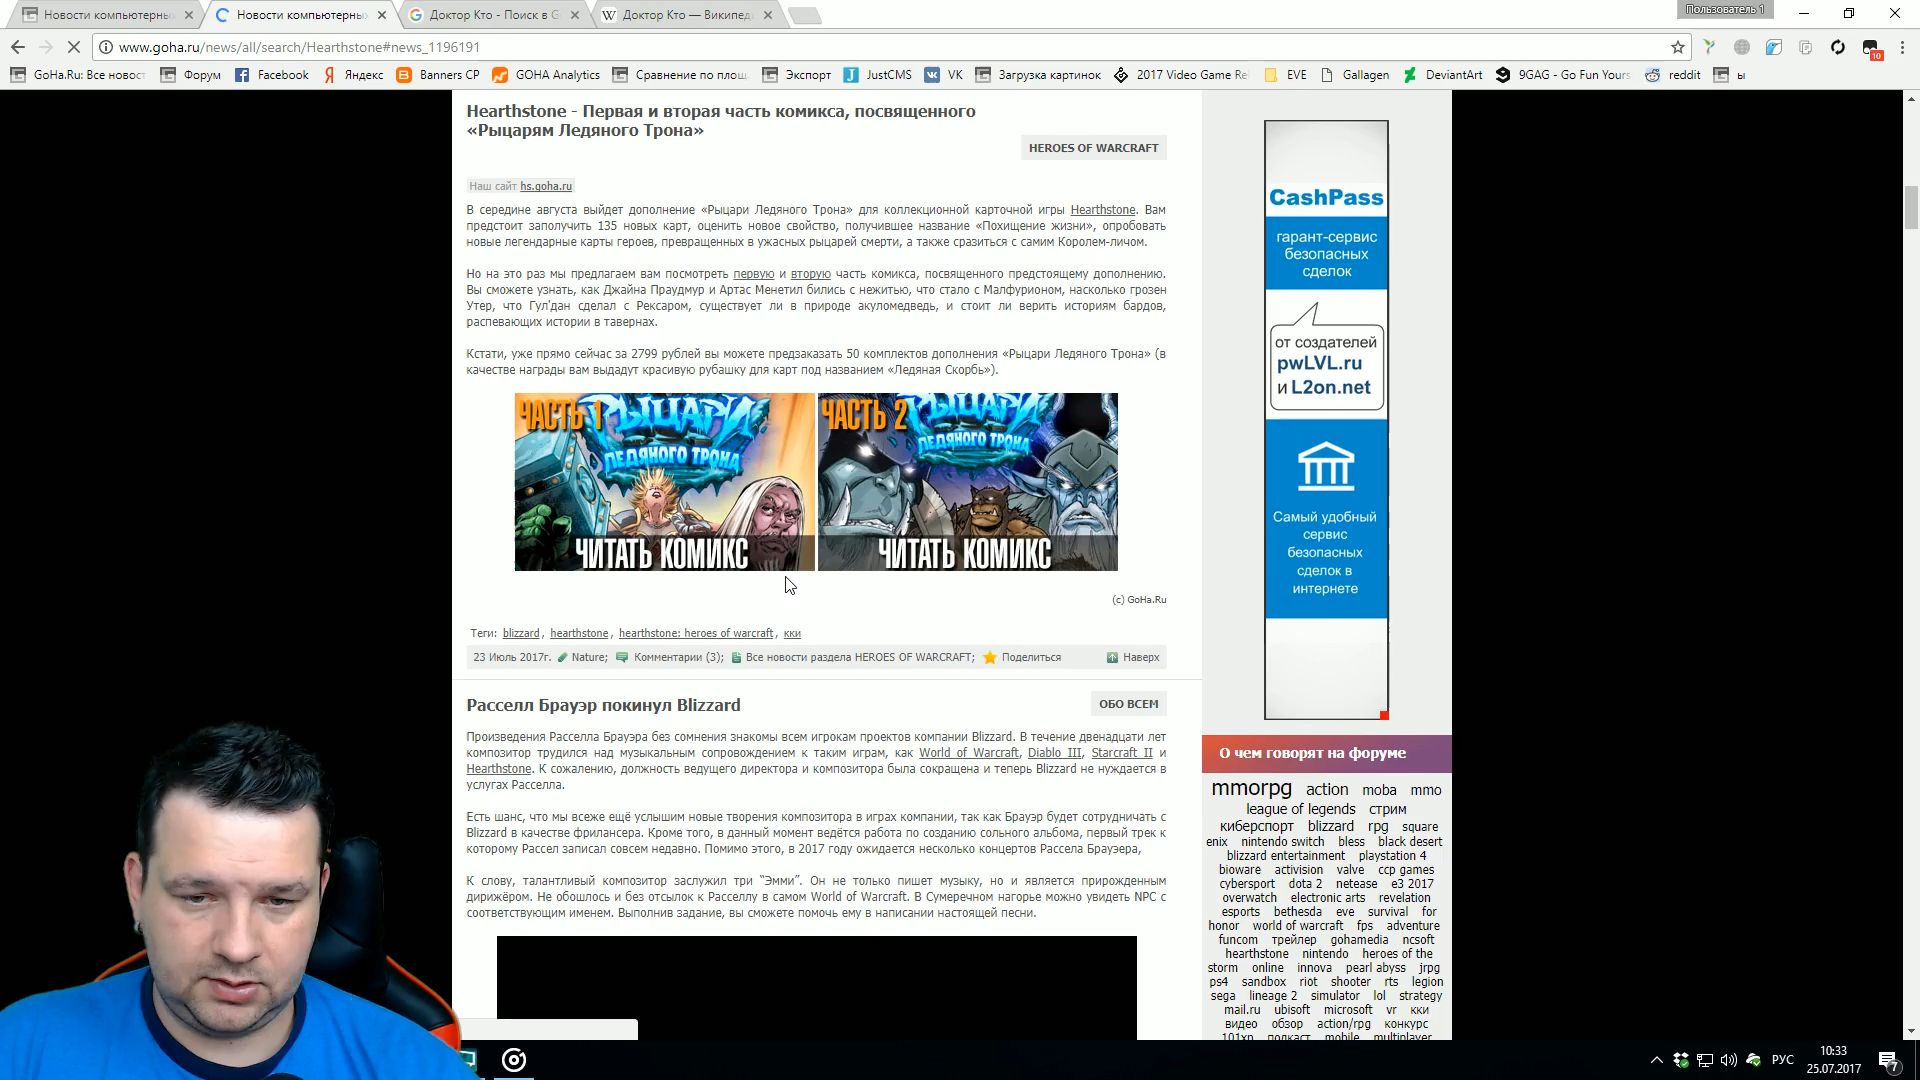 Новости компьютерны
Новости компьютерны
Доктор Кто - Поиск в G
Доктор Кто — Википед
Пользователь 1
www.goha.ru/news/all/search/Hearthstone#news_1196191
GoHa.Ru: Все новост
Форум
Facebook
Яндекс
Banners CP
GOHA Analytics
Сравнение по площ
Экспорт
JustCMS
VK
Загрузка картинок
2017 Video Game Re
EVE
Gallagen
DeviantArt
9GAG - Go Fun Yours
reddit
ы
10
Hearthstone - Первая и вторая часть комикса, посвященного
«Рыцарям Ледяного Трона»
HEROES OF WARCRAFT
Наш сайт hs.goha.ru
В середине августа выйдет дополнение «Рыцари Ледяного Трона» для коллекционной карточной игры Hearthstone. Вам
предстоит заполучить 135 новых карт, оценить новое свойство, получившее название «Похищение жизни», опробовать
новые легендарные карты героев, превращенных в ужасных рыцарей смерти, а также сразиться с самим Королем-личом.
Но на это раз мы предлагаем вам посмотреть первую и вторую часть комикса, посвященного предстоящему дополнению.
Вы сможете узнать, как Джайна Праудмур и Артас Менетил бились с нежитью, что стало с Малфурионом, насколько грозен
Утер, что Гул'дан сделал с Рексаром, существует ли в природе акуломедведь, и стоит ли верить историям бардов,
распевающих истории в тавернах.
Кстати, уже прямо сейчас за 2799 рублей вы можете предзаказать 50 комплектов дополнения «Рыцари Ледяного Трона» (в
качестве награды вам выдадут красивую рубашку для карт под названием «Ледяная Скорбь»).
ЧАСТЬ 1
РЫЦАРИ
ЛЕДЯНОГО ТРОНА
ЧИТАТЬ КОМИКС
ЧАСТЬ 2
РЫЦАРИ
ЛЕДЯНОГО ТРОНА
ЧИТАТЬ КОМИКС
(c) GoHa.Ru
Теги: blizzard, hearthstone, hearthstone: heroes of warcraft, кки
23 Июль 2017г. Nature; Комментарии (3); Все новости раздела HEROES OF WARCRAFT; Поделиться Наверх
Расселл Брауэр покинул Blizzard
ОБО ВСЕМ
Произведения Расселла Брауэра без сомнения знакомы всем игрокам проектов компании Blizzard. В течение двенадцати лет
композитор трудился над музыкальным сопровождением к таким играм, как World of Warcraft, Diablo III, Starcraft II и
Hearthstone. К сожалению, должность ведущего директора и композитора была сокращена и теперь Blizzard не нуждается в
услугах Расселла.
Есть шанс, что мы всеже ещё услышим новые творения композитора в играх компании, так как Брауэр будет сотрудничать с
Blizzard в качестве фрилансера. Кроме того, в данный момент ведётся работа по созданию сольного альбома, первый трек к
которому Рассел записал совсем недавно. Помимо этого, в 2017 году ожидается несколько концертов Рассела Брауэера,
К слову, талантливый композитор заслужил три “Эмми”. Он не только пишет музыку, но и является прирожденным
дирижёром. Не обошлось и без отсылок к Расселлу в самом World of Warcraft. В Сумеречном нагорье можно увидеть NPC с
соответствующим именем. Выполнив задание, вы сможете помочь ему в написании настоящей песни.
CashPass
гарант-сервис
безопасных
сделок
от создателей
pwLVL.ru
и L2on.net
Самый удобный
сервис
безопасных
сделок в
интернете
О чем говорят на форуме
mmorpg action moba mmo
league of legends стрим
киберспорт blizzard rpg square
enix nintendo switch bless black desert
blizzard entertainment playstation 4
bioware activision valve ccp games
cybersport dota 2 netease e3 2017
overwatch electronic arts revelation
esports bethesda eve survival for
honor world of warcraft fps adventure
funcom трейлер gohamedia ncsoft
hearthstone nintendo heroes of the
storm online innova pearl abyss jrpg
ps4 sandbox riot shooter rts legion
sega lineage 2 simulator lol strategy
mail.ru ubisoft microsoft vr кки
видео обзор action/rpg конкурс
101хр подкаст mobile multiplayer
РУС
10:33
25.07.2017
7